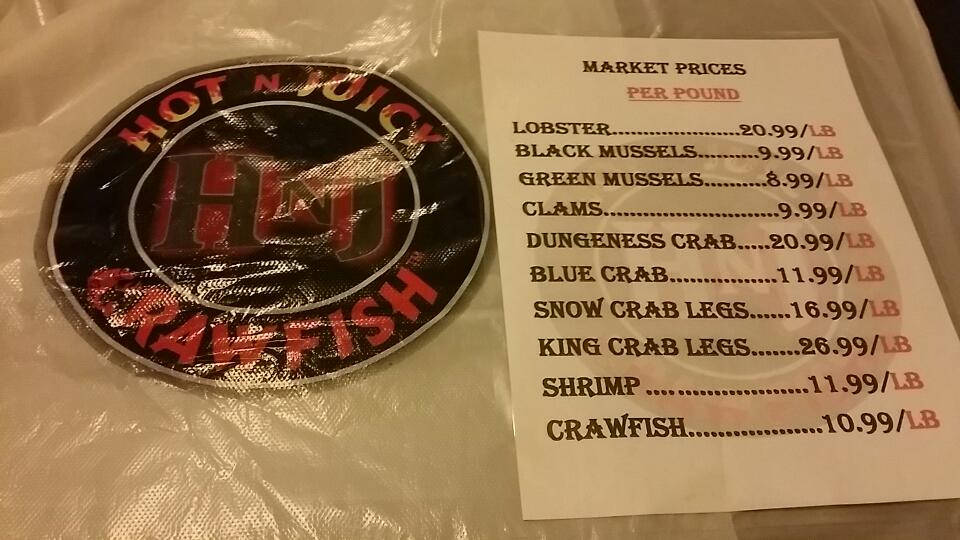 HOT N JUICY
HNJ
CRAWFISH™
MARKET PRICES
PER POUND
LOBSTER......................20.99/LB
BLACK MUSSELS..........9.99/LB
GREEN MUSSELS..........8.99/LB
CLAMS.............................9.99/LB
DUNGENESS CRAB.....20.99/LB
BLUE CRAB.................11.99/LB
SNOW CRAB LEGS......16.99/LB
KING CRAB LEGS.......26.99/LB
SHRIMP ......................11.99/LB
CRAWFISH....................10.99/LB